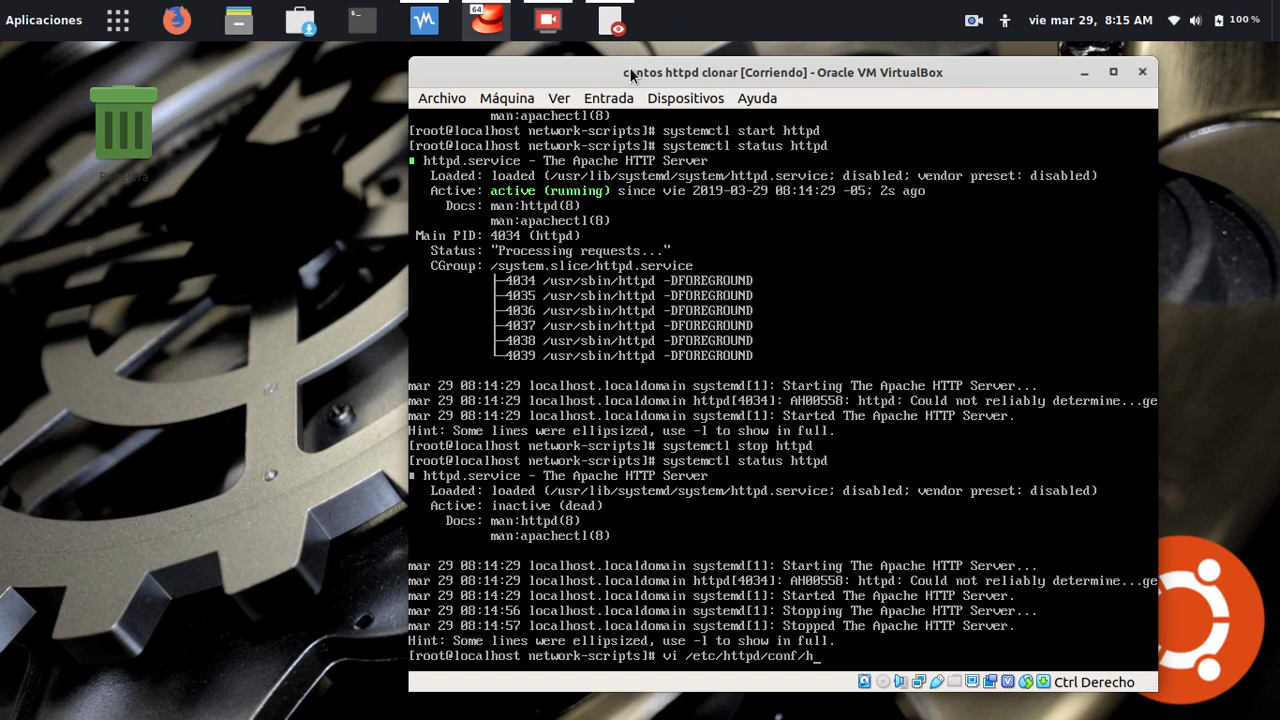 Aplicaciones
64
vie mar 29, 8:15 AM
100 %
Papelera
centos httpd clonar [Corriendo] - Oracle VM VirtualBox
Archivo Máquina Ver Entrada Dispositivos Ayuda
man:apachectl(8)
[root@localhost network-scripts]# systemctl start httpd
[root@localhost network-scripts]# systemctl status httpd
httpd.service - The Apache HTTP Server
Loaded: loaded (/usr/lib/systemd/system/httpd.service; disabled; vendor preset: disabled)
Active: active (running) since vie 2019-03-29 08:14:29 -05; 2s ago
Docs: man:httpd(8)
man:apachectl(8)
Main PID: 4034 (httpd)
Status: "Processing requests..."
CGroup: /system.slice/httpd.service
├─4034 /usr/sbin/httpd -DFOREGROUND
├─4035 /usr/sbin/httpd -DFOREGROUND
├─4036 /usr/sbin/httpd -DFOREGROUND
├─4037 /usr/sbin/httpd -DFOREGROUND
├─4038 /usr/sbin/httpd -DFOREGROUND
└─4039 /usr/sbin/httpd -DFOREGROUND
mar 29 08:14:29 localhost.localdomain systemd[1]: Starting The Apache HTTP Server...
mar 29 08:14:29 localhost.localdomain httpd[4034]: AH00558: httpd: Could not reliably determine...ge
mar 29 08:14:29 localhost.localdomain systemd[1]: Started The Apache HTTP Server.
Hint: Some lines were ellipsized, use -l to show in full.
[root@localhost network-scripts]# systemctl stop httpd
[root@localhost network-scripts]# systemctl status httpd
httpd.service - The Apache HTTP Server
Loaded: loaded (/usr/lib/systemd/system/httpd.service; disabled; vendor preset: disabled)
Active: inactive (dead)
Docs: man:httpd(8)
man:apachectl(8)
mar 29 08:14:29 localhost.localdomain systemd[1]: Starting The Apache HTTP Server...
mar 29 08:14:29 localhost.localdomain httpd[4034]: AH00558: httpd: Could not reliably determine...ge
mar 29 08:14:29 localhost.localdomain systemd[1]: Started The Apache HTTP Server.
mar 29 08:14:56 localhost.localdomain systemd[1]: Stopping The Apache HTTP Server...
mar 29 08:14:57 localhost.localdomain systemd[1]: Stopped The Apache HTTP Server.
Hint: Some lines were ellipsized, use -l to show in full.
[root@localhost network-scripts]# vi /etc/httpd/conf/h_
Ctrl Derecho